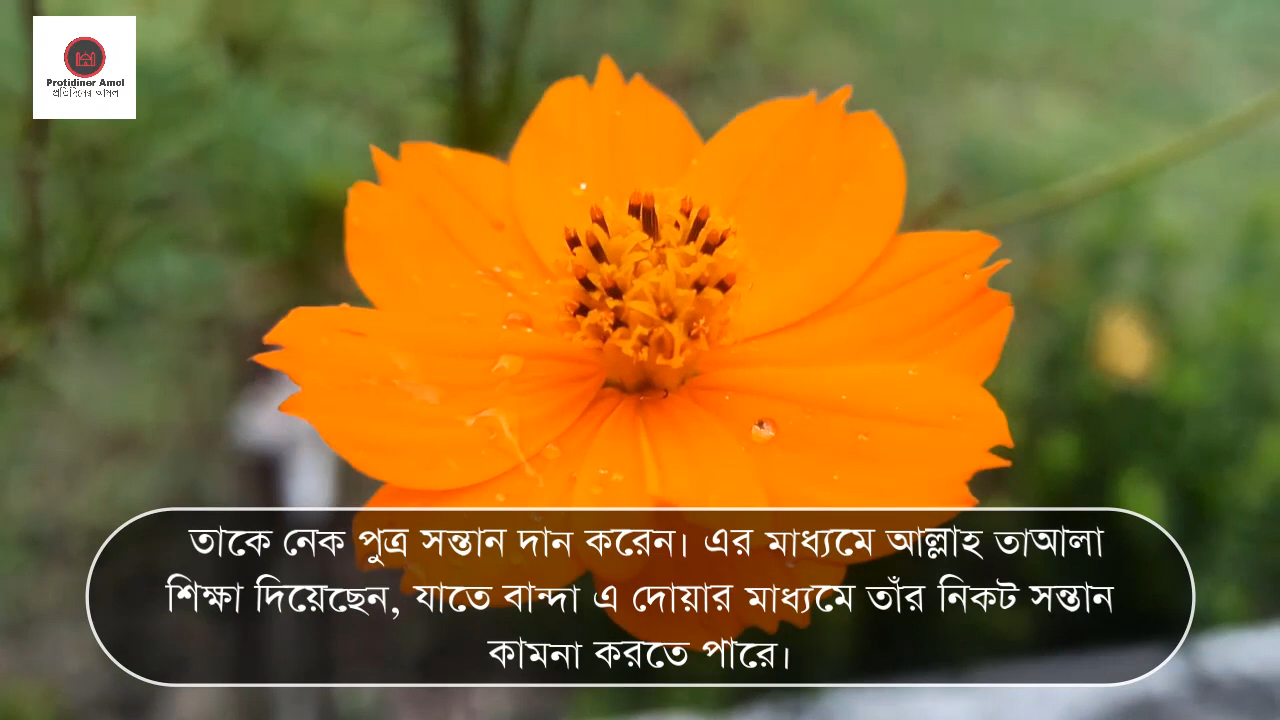 Protidiner Amol
প্রতিদিনের আমল
তাকে নেক পুত্র সন্তান দান করেন। এর মাধ্যমে আল্লাহ তাআলা
শিক্ষা দিয়েছেন, যাতে বান্দা এ দোয়ার মাধ্যমে তাঁর নিকট সন্তান
কামনা করতে পারে।